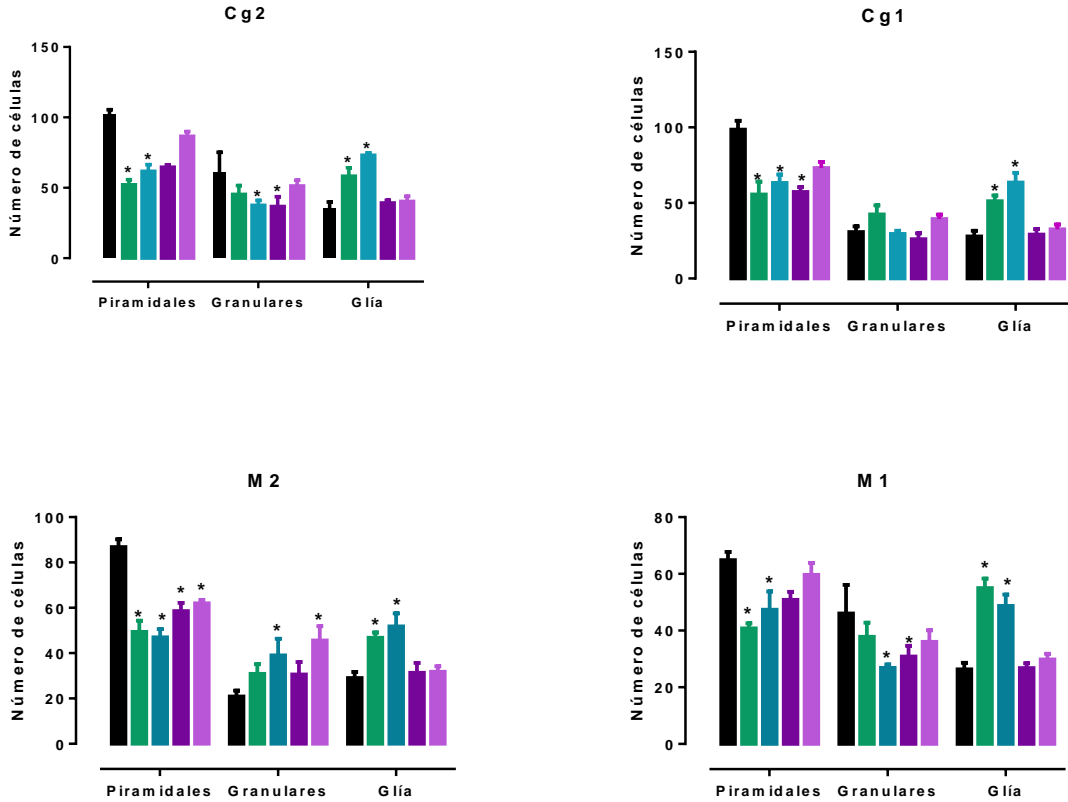 Cg2
Número de células
150
100
50
0
* * * * * *
Piramidales Granulares Glía
Cg1
Número de células
150
100
50
0
* * * * *
Piramidales Granulares Glía
M2
Número de células
100
80
60
40
20
0
* * * * * * * *
Piramidales Granulares Glía
M1
Número de células
80
60
40
20
0
* * * * * *
Piramidales Granulares Glía